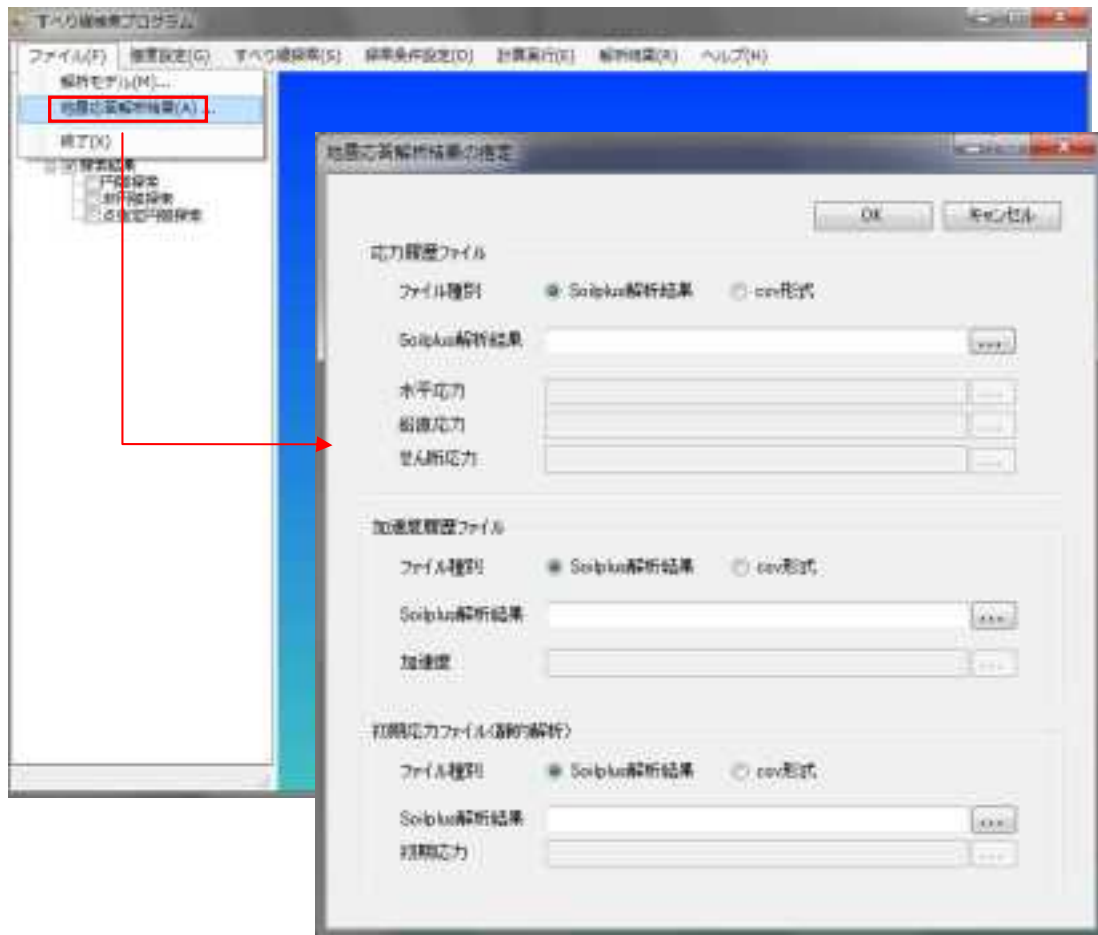 すべり線検索プログラム
ファイル(F) 物性設定(G) すべり線探索(S) 探索条件設定(D) 計算実行(E) 解析結果(R) ヘルプ(H)
解析モデル(M)...
地震応答解析結果(A)...
終了(X)
探索結果
円弧探索
非円弧探索
点指定円弧探索
地震応答解析結果の指定
OK キャンセル
応力履歴ファイル
ファイル種別 Soilplus解析結果 csv形式
Soilplus解析結果 ...
水平応力 ...
鉛直応力 ...
せん断応力 ...
加速度履歴ファイル
ファイル種別 Soilplus解析結果 csv形式
Soilplus解析結果 ...
加速度 ...
初期応力ファイル(静的解析)
ファイル種別 Soilplus解析結果 csv形式
Soilplus解析結果 ...
初期応力 ...